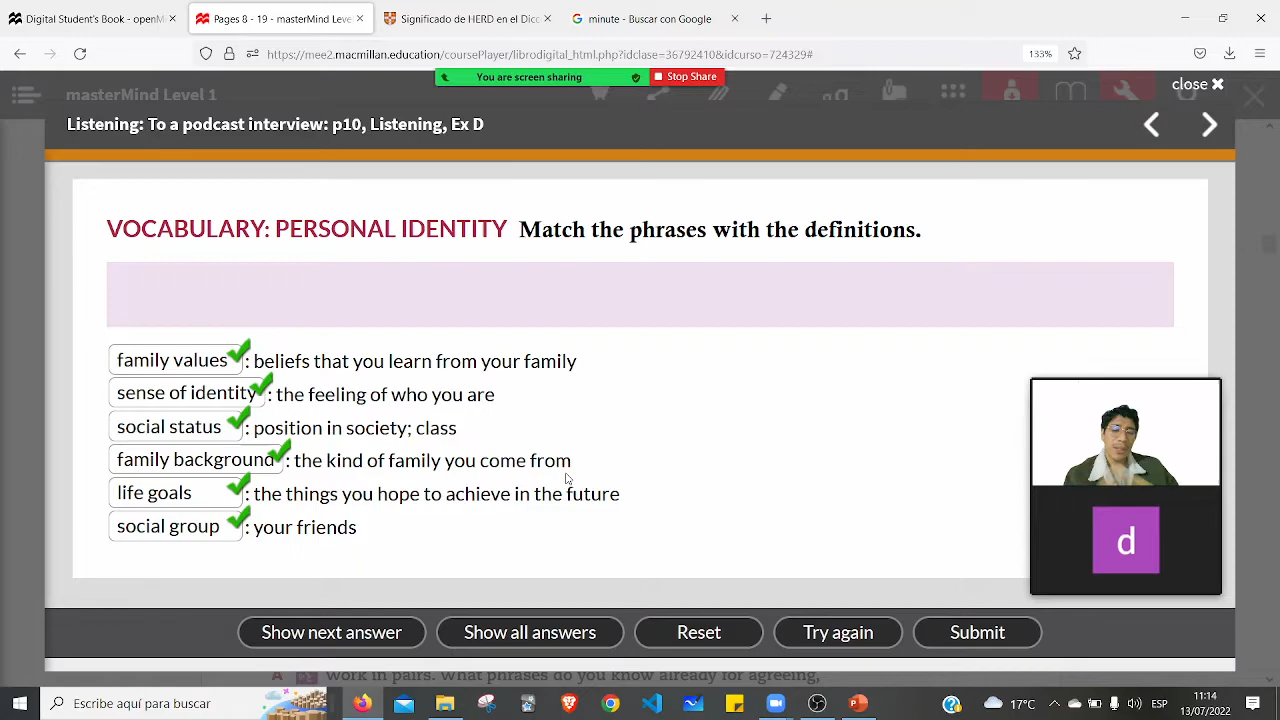 Digital Student's Book - openM
Pages 8 - 19 - masterMind Leve
Significado de HERD en el Dicc
minute - Buscar con Google
https://mee2.macmillan.education/coursePlayer/librodigital_html.php?idclase=36792410&idcurso=724329#
133%
You are screen sharing
Stop Share
masterMind Level 1
close
Listening: To a podcast interview: p10, Listening, Ex D
VOCABULARY: PERSONAL IDENTITY Match the phrases with the definitions.
family values : beliefs that you learn from your family
sense of identity : the feeling of who you are
social status : position in society; class
family background : the kind of family you come from
life goals : the things you hope to achieve in the future
social group : your friends
d
Show next answer
Show all answers
Reset
Try again
Submit
A Work in pairs. What phrases do you know already for agreeing,
Escribe aquí para buscar
17°C
ESP
11:14
13/07/2022